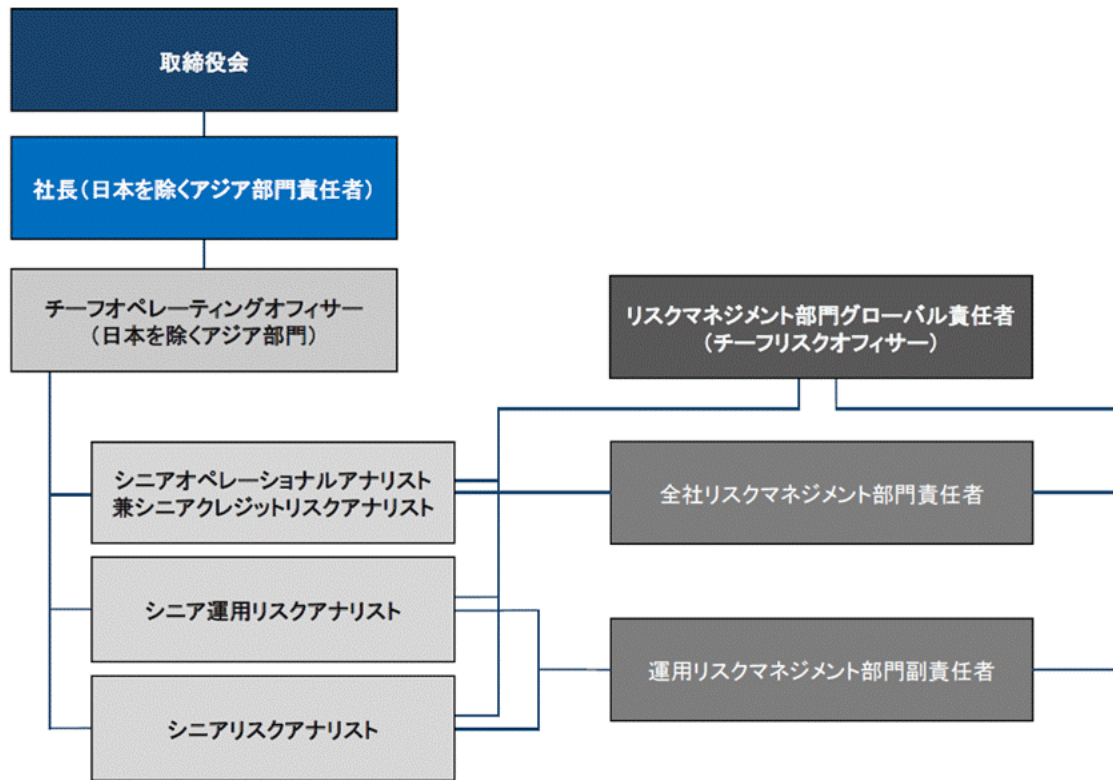 取締役会
社長(日本を除くアジア部門責任者)
チーフオペレーティングオフィサー
(日本を除くアジア部門)
リスクマネジメント部門グローバル責任者
(チーフリスクオフィサー)
シニアオペレーショナルアナリスト
兼シニアクレジットリスクアナリスト
全社リスクマネジメント部門責任者
シニア運用リスクアナリスト
運用リスクマネジメント部門副責任者
シニアリスクアナリスト